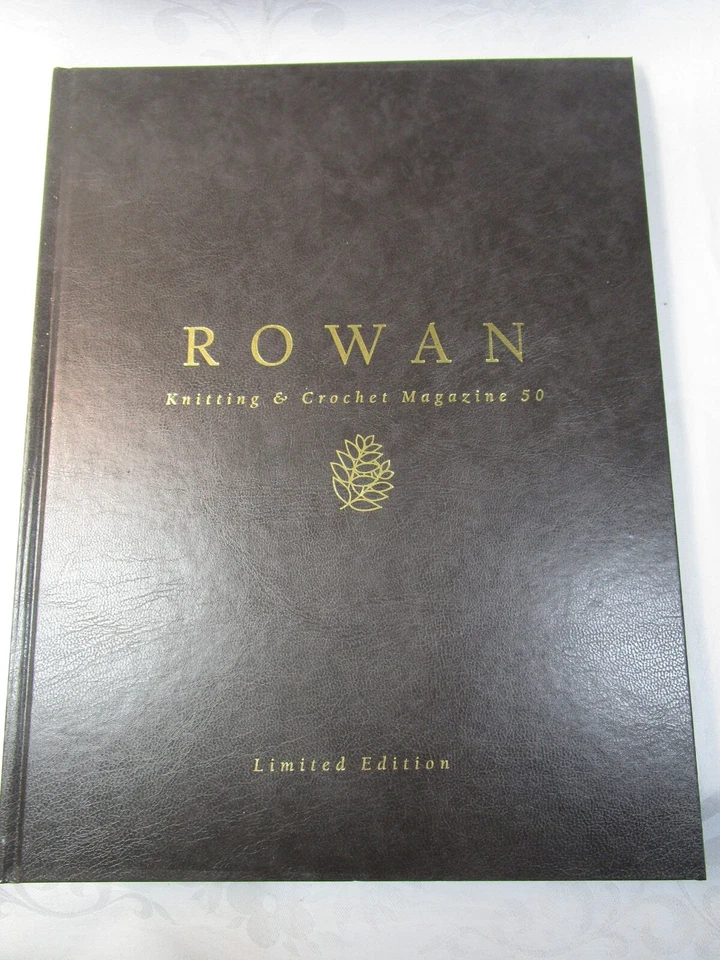 ROWAN
Knitting & Crochet Magazine 50
Limited Edition